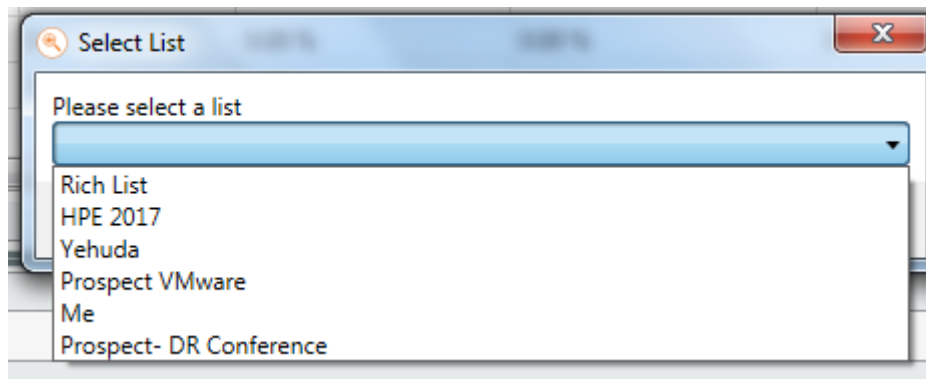 Select List
Please select a list
Rich List
HPE 2017
Yehuda
Prospect VMware
Me
Prospect- DR Conference